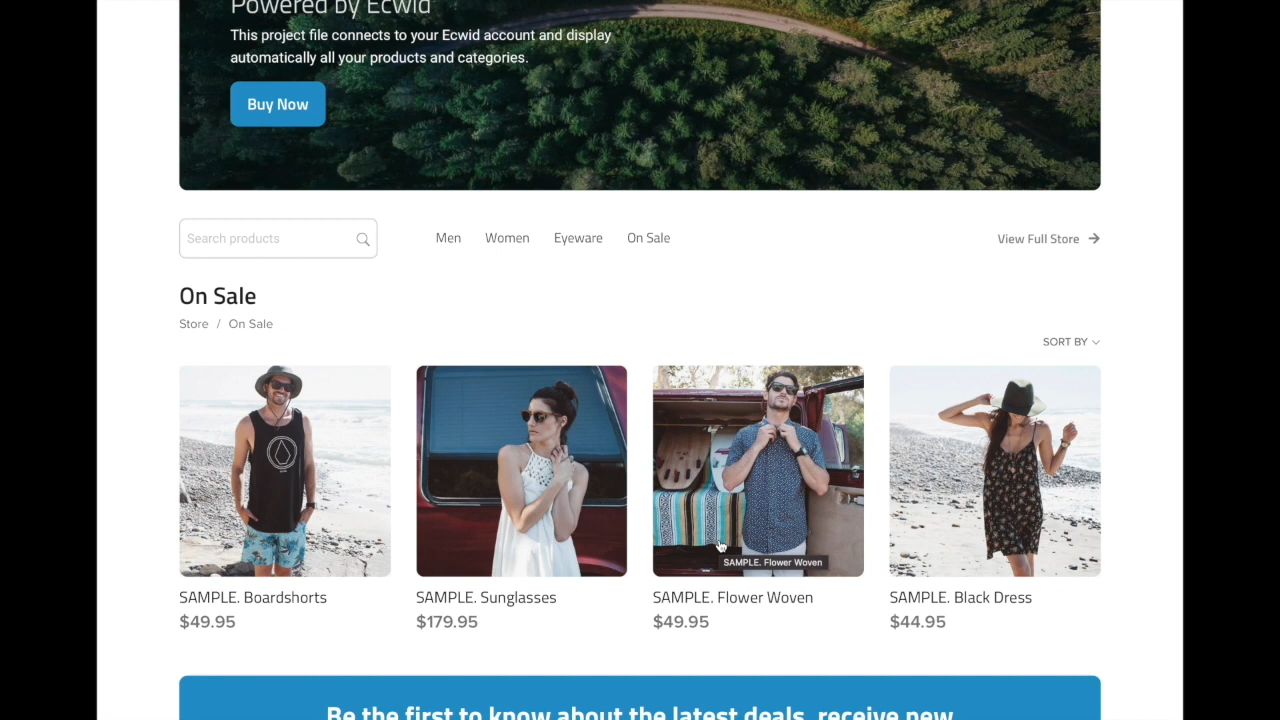 Powered by Ecwid
This project file connects to your Ecwid account and display
automatically all your products and categories.
Buy Now
Search products
Men
Women
Eyeware
On Sale
View Full Store
On Sale
Store / On Sale
SORT BY
SAMPLE. Flower Woven
SAMPLE. Boardshorts
$49.95
SAMPLE. Sunglasses
$179.95
SAMPLE. Flower Woven
$49.95
SAMPLE. Black Dress
$44.95
Be the first to know about the latest deals, receive new